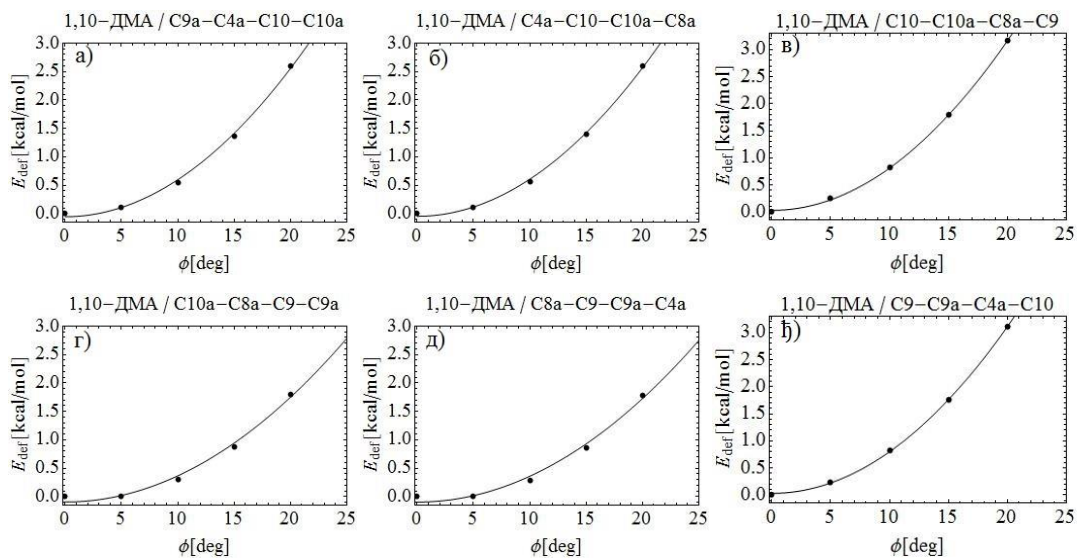 1,10−ДМА / C9a−C4a−C10−C10a
а)
3.0
2.5
2.0
1.5
1.0
0.5
0.0
E def [kcal/mol]
0 5 10 15 20 25
ϕ[deg]
1,10−ДМА / C4a−C10−C10a−C8a
б)
3.0
2.5
2.0
1.5
1.0
0.5
0.0
E def [kcal/mol]
0 5 10 15 20 25
ϕ[deg]
1,10−ДМА / C10−C10a−C8a−C9
в)
3.0
2.5
2.0
1.5
1.0
0.5
0.0
E def [kcal/mol]
0 5 10 15 20 25
ϕ[deg]
1,10−ДМА / C10a−C8a−C9−C9a
г)
3.0
2.5
2.0
1.5
1.0
0.5
0.0
E def [kcal/mol]
0 5 10 15 20 25
ϕ[deg]
1,10−ДМА / C8a−C9−C9a−C4a
д)
3.0
2.5
2.0
1.5
1.0
0.5
0.0
E def [kcal/mol]
0 5 10 15 20 25
ϕ[deg]
1,10−ДМА / C9−C9a−C4a−C10
ђ)
3.0
2.5
2.0
1.5
1.0
0.5
0.0
E def [kcal/mol]
0 5 10 15 20 25
ϕ[deg]